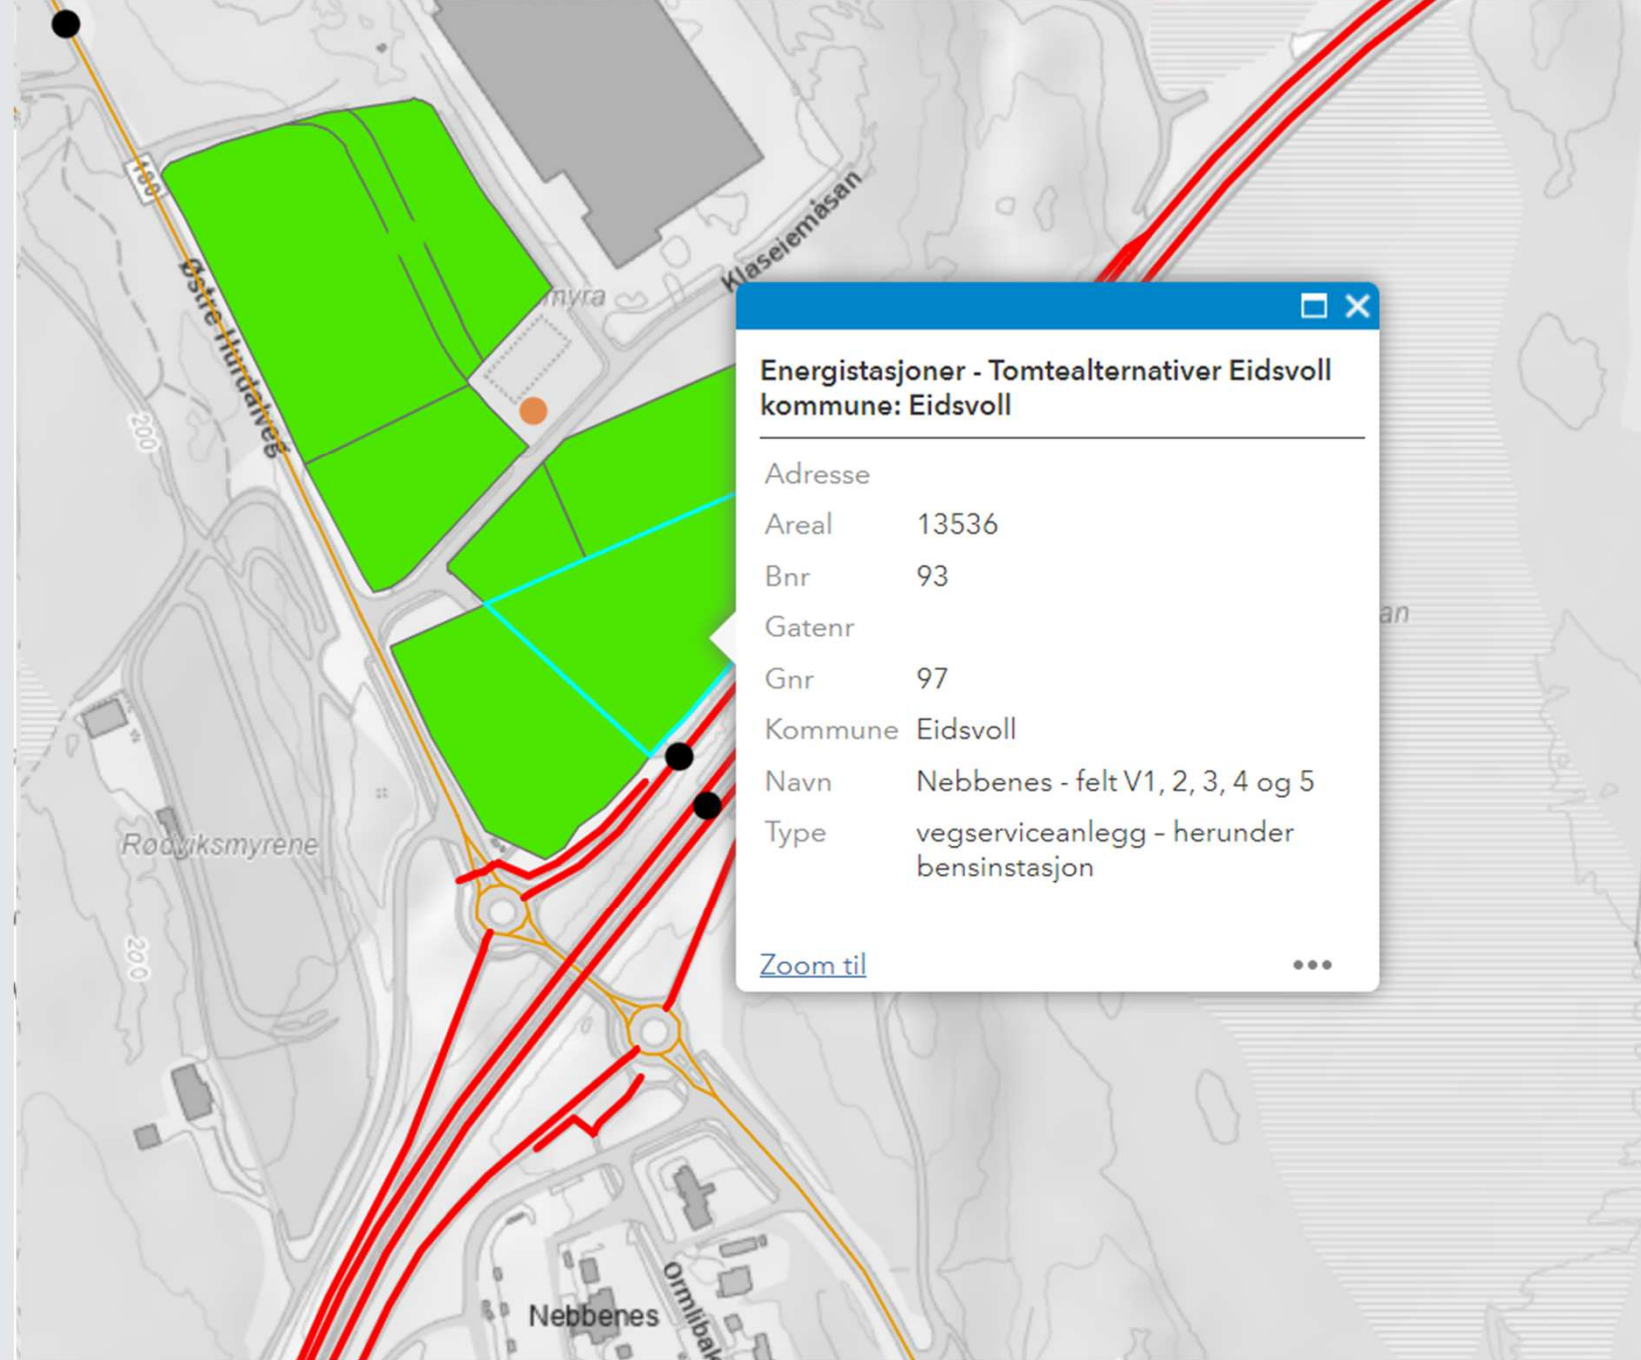 180
Østre Hurdalveg
myra
Klaseiemåsan
Energistasjoner - Tomtealternativer Eidsvoll
kommune: Eidsvoll
Adresse
Areal 13536
Bnr 93
Gatenr
Gnr 97
Kommune Eidsvoll
Navn Nebbenes - felt V1, 2, 3, 4 og 5
Type vegserviceanlegg – herunder
bensinstasjon
Zoom til
an
200
Rødviksmyrene
200
Nebbenes
Ormlibak